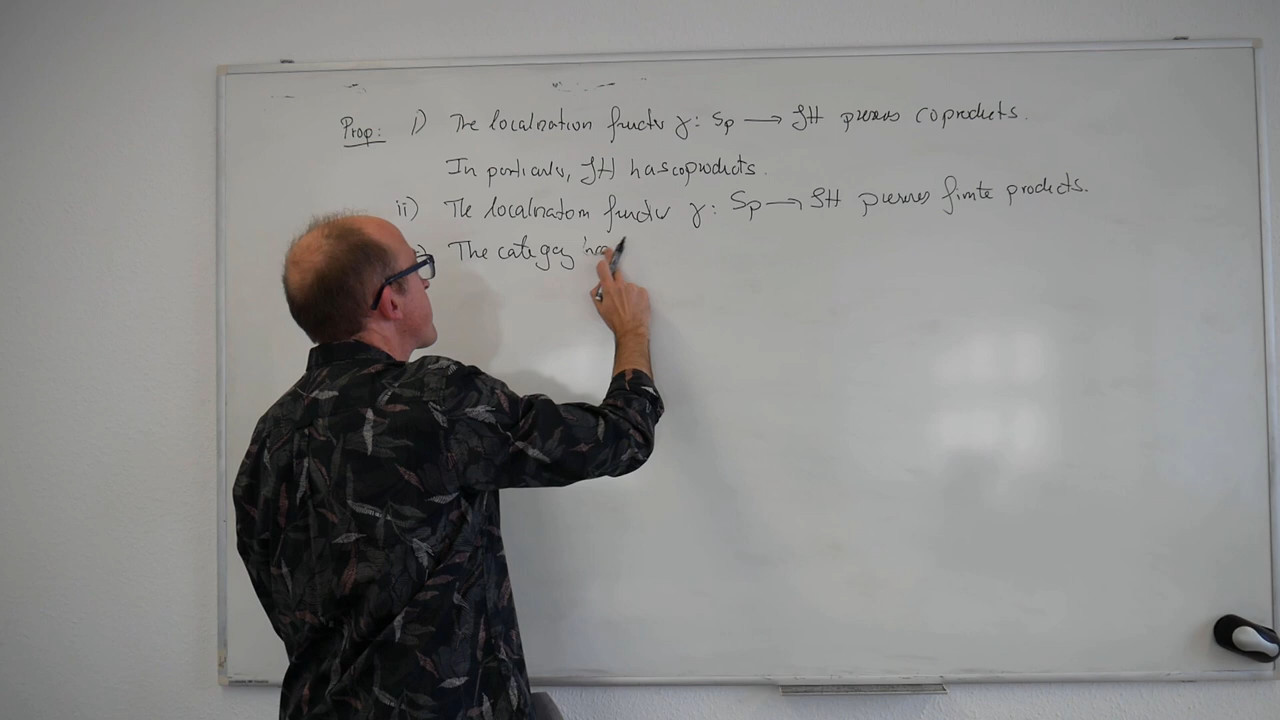 Prop: i) The localization functor γ: Sp → SH preserves coproducts.
In particular, SH has coproducts.
ii) The localization functor γ: Sp → SH preserves finite products.
) The category